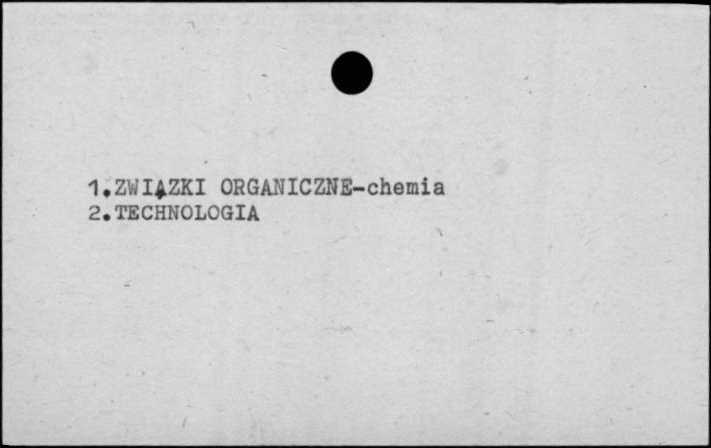 1.ZWIĄZKI ORGANICZNE-chemia
2.TECHNOLOGIA